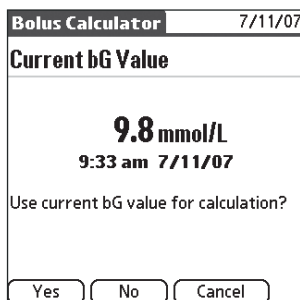 Bolus Calculator 7/11/07
Current bG Value
9.8 mmol/L
9:33 am 7/11/07
Use current bG value for calculation?
Yes No Cancel